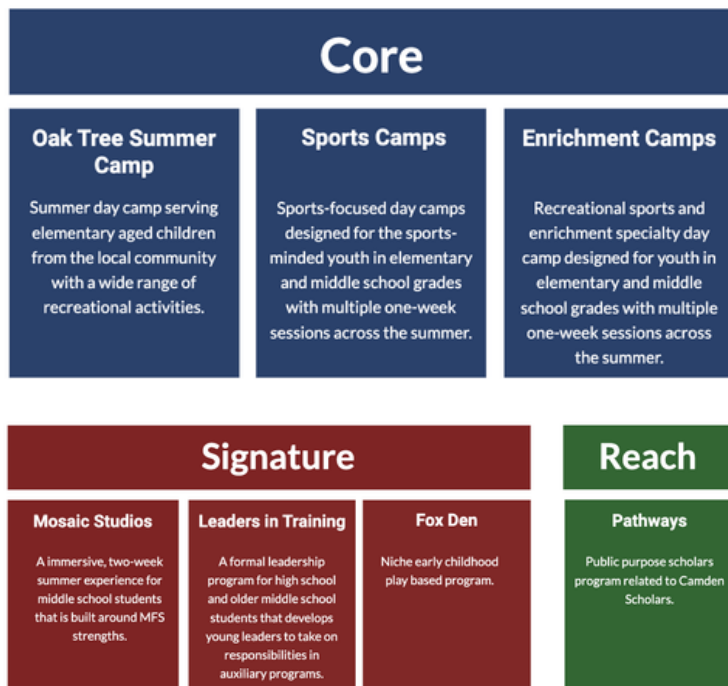 Core
Oak Tree Summer
Camp
Summer day camp serving
elementary aged children
from the local community
with a wide range of
recreational activities.
Sports Camps
Sports-focused day camps
designed for the sports-
minded youth in elementary
and middle school grades
with multiple one-week
sessions across the summer.
Enrichment Camps
Recreational sports and
enrichment specialty day
camp designed for youth in
elementary and middle
school grades with multiple
one-week sessions across
the summer.
Signature
Mosaic Studios
A immersive, two-week
summer experience for
middle school students
that is built around MFS
strengths.
Leaders in Training
A formal leadership
program for high school
and older middle school
students that develops
young leaders to take on
responsibilities in
auxiliary programs.
Fox Den
Niche early childhood
play based program.
Reach
Pathways
Public purpose scholars
program related to Camden
Scholars.